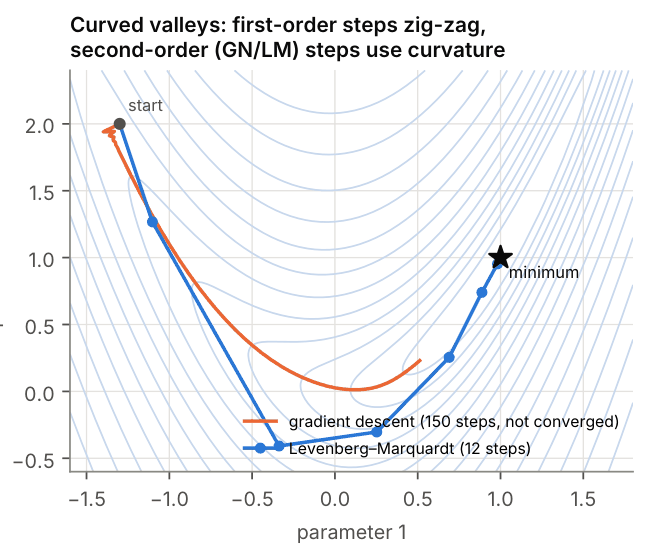 Curved valleys: first-order steps zig-zag,
second-order (GN/LM) steps use curvature
start
2.0
1.5
1.0
minimum
0.5
0.0
gradient descent (150 steps, not converged)
Levenberg–Marquardt (12 steps)
−0.5
−1.5 −1.0 −0.5 0.0 0.5 1.0 1.5
parameter 1